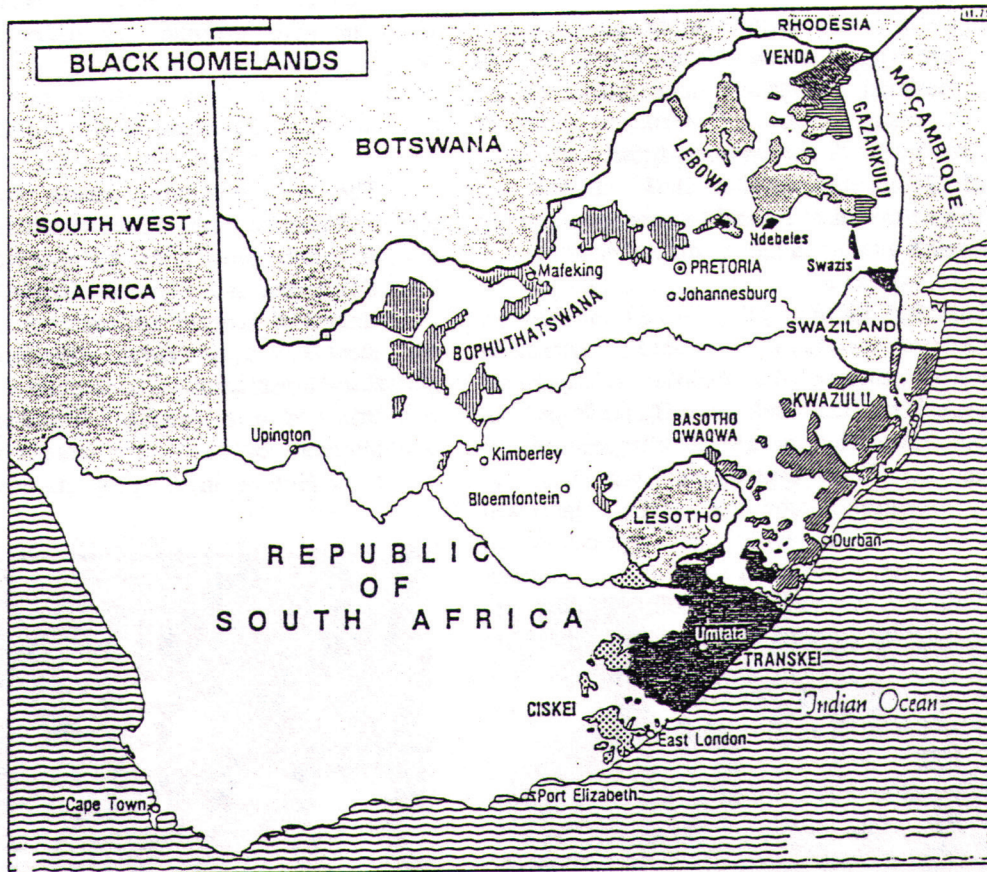 BLACK HOMELANDS
RHODESIA
VENDA
MOÇAMBIQUE
GAZANKULU
LEBOWA
BOTSWANA
SOUTH WEST
AFRICA
Ndebeles
Swazis
Mafeking
PRETORIA
Johannesburg
BOPHUTHATSWANA
SWAZILAND
KWAZULU
BASOTHO
QWAQWA
Upington
Kimberley
Bloemfontein
LESOTHO
Durban
REPUBLIC
OF
SOUTH AFRICA
Umtata
TRANSKEI
CISKEI
Indian Ocean
East London
Port Elizabeth
Cape Town